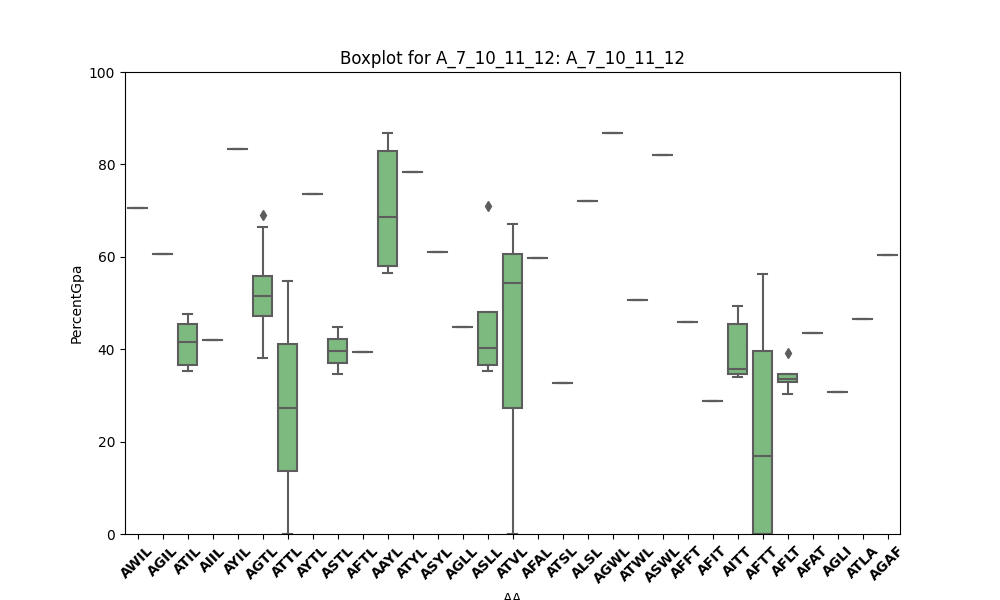 Boxplot for A_7_10_11_12: A_7_10_11_12
100
80
60
40
20
0
PercentGpa
AWIL AGIL ATIL AIIL AYIL AGTL ATTL AYTL ASTL AFTL AAYL ATYL ASYL AGLL ASLL ATVL AFAL ATSL ALSL AGWL ATWL ASWL AFFT AFIT AITT AFTT AFLT AFAT AGLI ATLA AGAF
AA